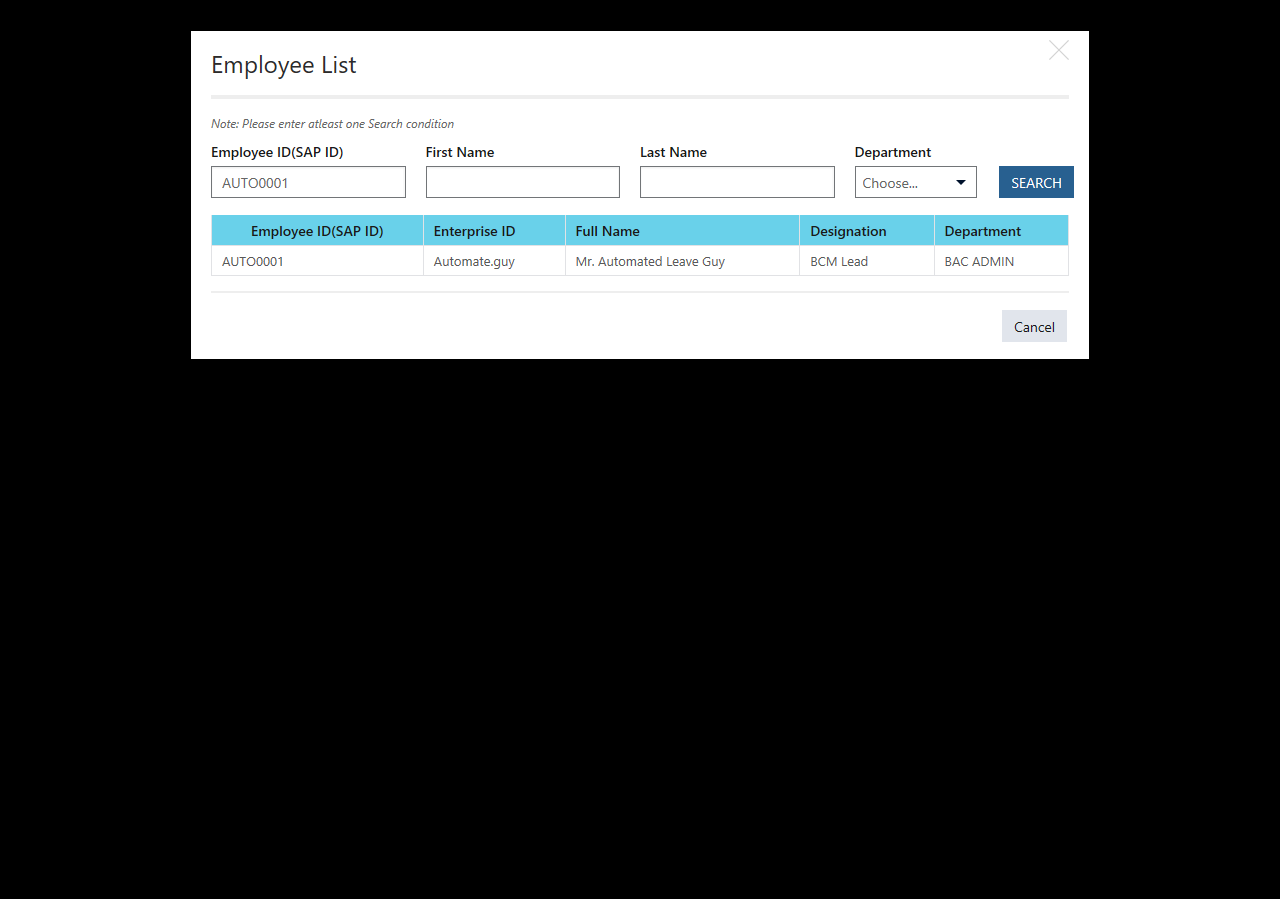 Employee List
Note: Please enter atleast one Search condition
Employee ID(SAP ID) First Name Last Name Department
AUTO0001 Choose... SEARCH
Employee ID(SAP ID) Enterprise ID Full Name Designation Department
AUTO0001 Automate.guy Mr. Automated Leave Guy BCM Lead BAC ADMIN
Cancel